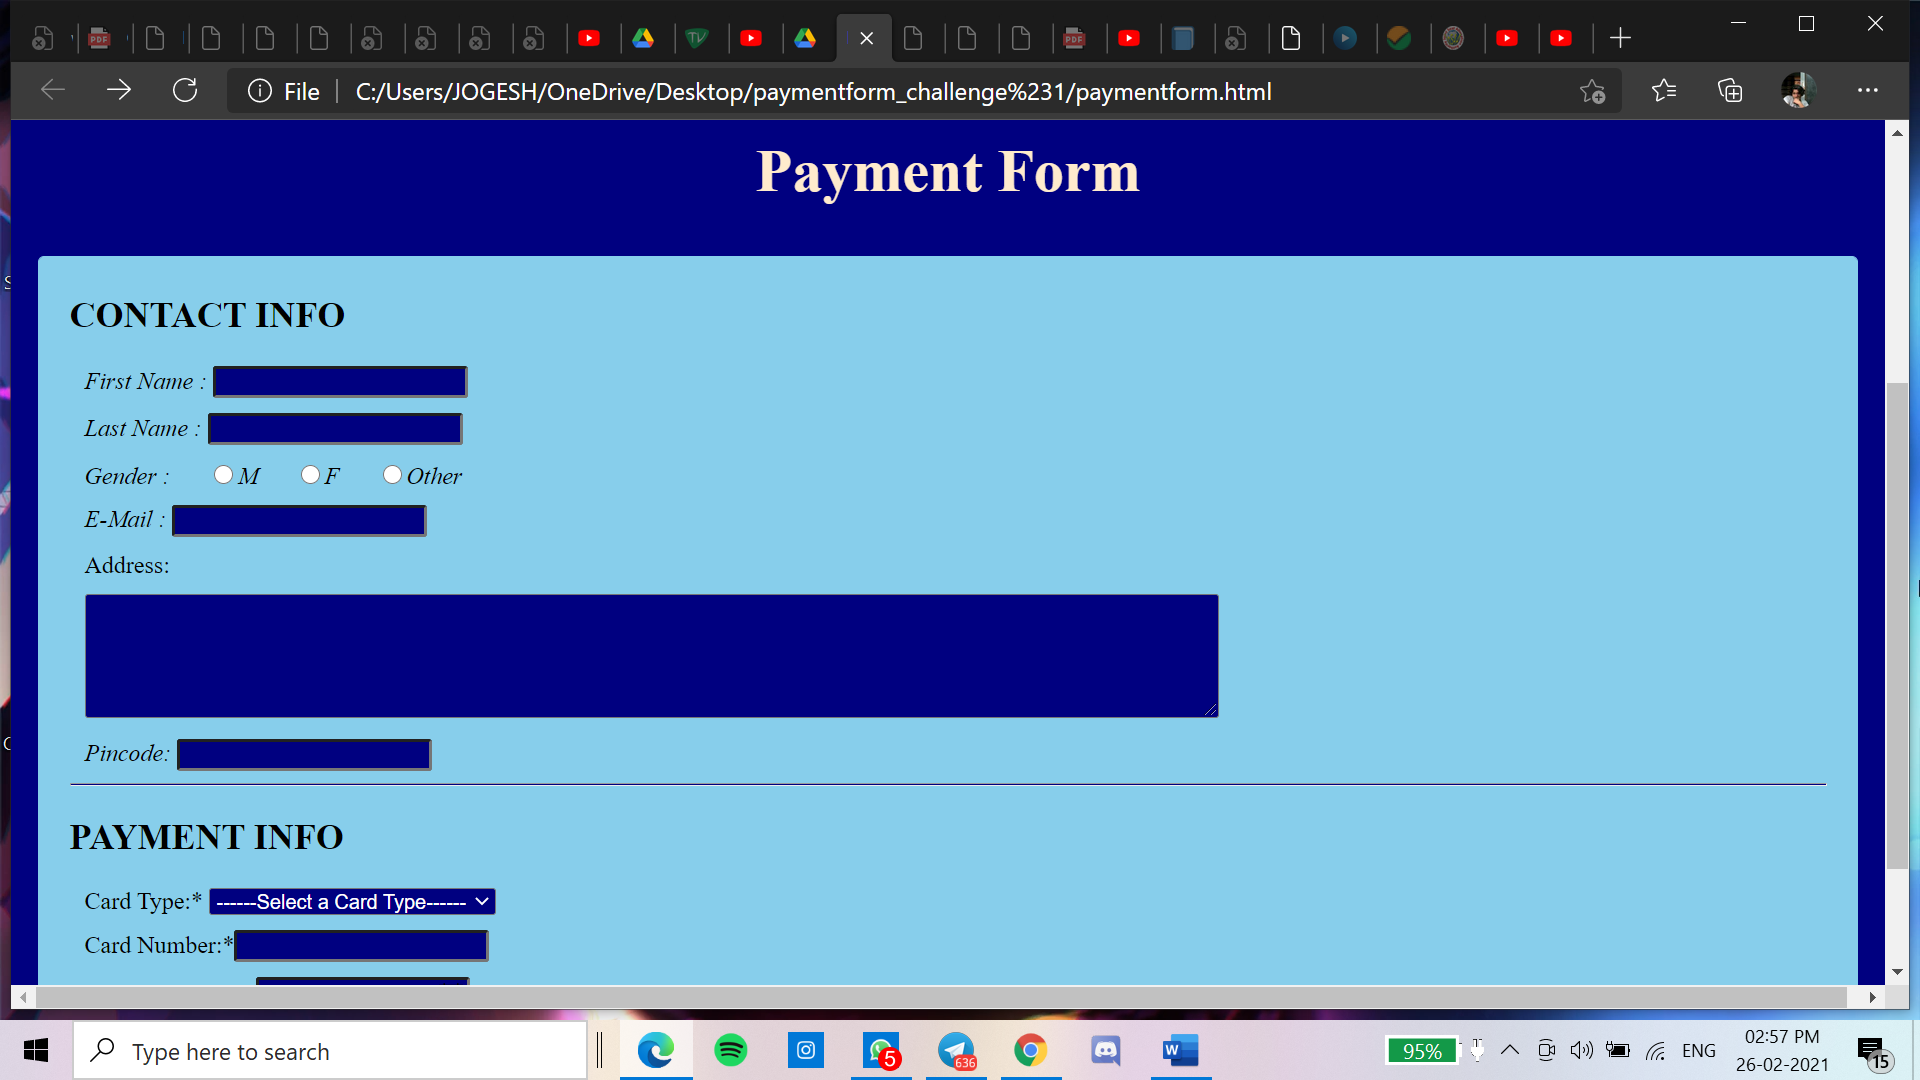 File
C:/Users/JOGESH/OneDrive/Desktop/paymentform_challenge%231/paymentform.html
Payment Form
CONTACT INFO
First Name :
Last Name :
Gender : M F Other
E-Mail :
Address:
Pincode:
PAYMENT INFO
Card Type:* ------Select a Card Type------
Card Number:*
Type here to search
5
636
W
95%
ENG
02:57 PM
26-02-2021
15